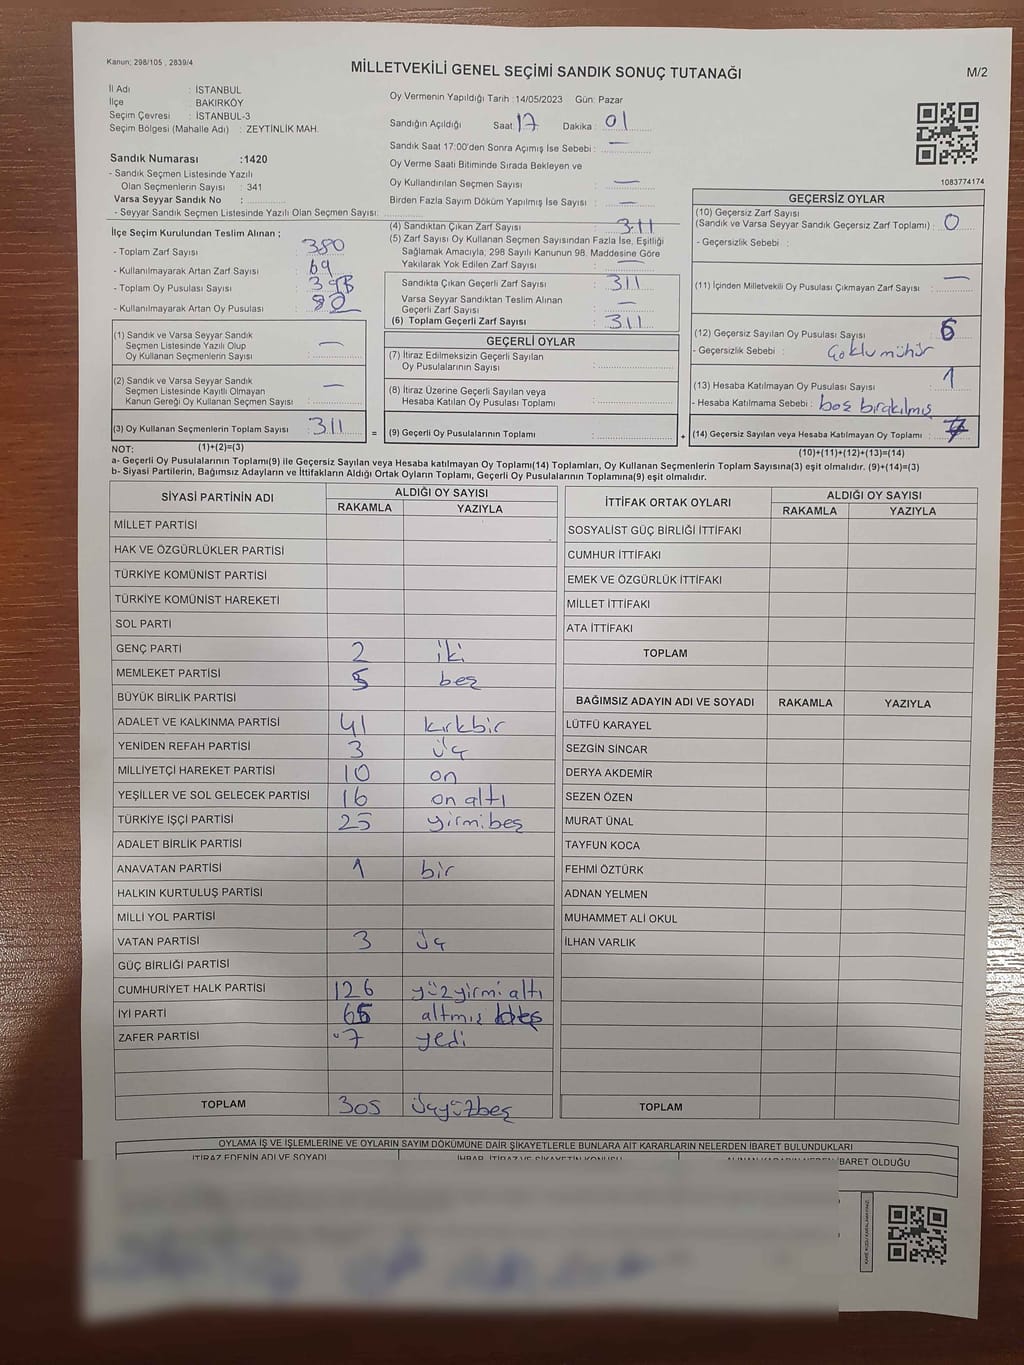 Kanun; 298/105 , 2839/4
MİLLETVEKİLİ GENEL SEÇİMİ SANDIK SONUÇ TUTANAĞI
M/2
İl Adı : İSTANBUL
İlçe : BAKIRKÖY
Seçim Çevresi : İSTANBUL-3
Seçim Bölgesi (Mahalle Adı) : ZEYTİNLİK MAH.
Sandık Numarası :1420
- Sandık Seçmen Listesinde Yazılı
Olan Seçmenlerin Sayısı : 341
Varsa Seyyar Sandık No :
- Seyyar Sandık Seçmen Listesinde Yazılı Olan Seçmen Sayısı:
Oy Vermenin Yapıldığı Tarih :14/05/2023 Gün: Pazar
Sandığın Açıldığı Saat: 17 Dakika : 01
Sandık Saat 17:00'den Sonra Açımış İse Sebebi : —
Oy Verme Saati Bitiminde Sırada Bekleyen ve
Oy Kullandırılan Seçmen Sayısı : —
Birden Fazla Sayım Döküm Yapılmış İse Sayısı : —
1083774174
İlçe Seçim Kurulundan Teslim Alınan ;
- Toplam Zarf Sayısı : 380
- Kullanılmayarak Artan Zarf Sayısı : 69
- Toplam Oy Pusulası Sayısı :
- Kullanılmayarak Artan Oy Pusulası :
(1) Sandık ve Varsa Seyyar Sandık
Seçmen Listesinde Yazılı Olup
Oy Kullanan Seçmenlerin Sayısı : —
(2) Sandık ve Varsa Seyyar Sandık
Seçmen Listesinde Kayıtlı Olmayan
Kanun Gereği Oy Kullanan Seçmen Sayısı : —
(3) Oy Kullanan Seçmenlerin Toplam Sayısı : 311 =
(4) Sandıktan Çıkan Zarf Sayısı : 311
(5) Zarf Sayısı Oy Kullanan Seçmen Sayısından Fazla İse, Eşitliği
Sağlamak Amacıyla; 298 Sayılı Kanunun 98. Maddesine Göre
Yakılarak Yok Edilen Zarf Sayısı : —
Sandıkta Çıkan Geçerli Zarf Sayısı : 311
Varsa Seyyar Sandıktan Teslim Alınan
Geçerli Zarf Sayısı : —
(6) Toplam Geçerli Zarf Sayısı : 311
GEÇERLİ OYLAR
(7) İtiraz Edilmeksizin Geçerli Sayılan
Oy Pusulalarının Sayısı :
(8) İtiraz Üzerine Geçerli Sayılan veya
Hesaba Katılan Oy Pusulası Toplamı :
(9) Geçerli Oy Pusulalarının Toplamı : +
GEÇERSİZ OYLAR
(10) Geçersiz Zarf Sayısı
(Sandık ve Varsa Seyyar Sandık Geçersiz Zarf Toplamı) : 0
- Geçersizlik Sebebi :
(11) İçinden Milletvekili Oy Pusulası Çıkmayan Zarf Sayısı : —
(12) Geçersiz Sayılan Oy Pusulası Sayısı : 6
- Geçersizlik Sebebi : Çoklu mühür
(13) Hesaba Katılmayan Oy Pusulası Sayısı : 1
- Hesaba Katılmama Sebebi : boş bırakılmış
(14) Geçersiz Sayılan veya Hesaba Katılmayan Oy Toplamı : 7
NOT: (1)+(2)=(3)
(10)+(11)+(12)+(13)=(14)
a- Geçerli Oy Pusulalarının Toplamı(9) ile Geçersiz Sayılan veya Hesaba katılmayan Oy Toplamı(14) Toplamları, Oy Kullanan Seçmenlerin Toplam Sayısına(3) eşit olmalıdır. (9)+(14)=(3)
b- Siyasi Partilerin, Bağımsız Adayların ve İttifakların Aldığı Ortak Oyların Toplamı, Geçerli Oy Pusulalarının Toplamına(9) eşit olmalıdır.
SİYASİ PARTİNİN ADI ALDIĞI OY SAYISI
RAKAMLA YAZIYLA
MİLLET PARTİSİ
HAK VE ÖZGÜRLÜKLER PARTİSİ
TÜRKİYE KOMÜNİST PARTİSİ
TÜRKİYE KOMÜNİST HAREKETİ
SOL PARTİ
GENÇ PARTİ 2 iki
MEMLEKET PARTİSİ 5 beş
BÜYÜK BİRLİK PARTİSİ
ADALET VE KALKINMA PARTİSİ 41 kırkbir
YENİDEN REFAH PARTİSİ 3 üç
MİLLİYETÇİ HAREKET PARTİSİ 10 on
YEŞİLLER VE SOL GELECEK PARTİSİ 16 on altı
TÜRKİYE İŞÇİ PARTİSİ 25 yirmibeş
ADALET BİRLİK PARTİSİ
ANAVATAN PARTİSİ 1 bir
HALKIN KURTULUŞ PARTİSİ
MİLLİ YOL PARTİSİ
VATAN PARTİSİ 3 üç
GÜÇ BİRLİĞİ PARTİSİ
CUMHURİYET HALK PARTİSİ 126 yüzyirmi altı
İYİ PARTİ altmış beş
ZAFER PARTİSİ 7 yedi
TOPLAM 305 üçyüzbeş
İTTİFAK ORTAK OYLARI ALDIĞI OY SAYISI
RAKAMLA YAZIYLA
SOSYALİST GÜÇ BİRLİĞİ İTTİFAKI
CUMHUR İTTİFAKI
EMEK VE ÖZGÜRLÜK İTTİFAKI
MİLLET İTTİFAKI
ATA İTTİFAKI
TOPLAM
BAĞIMSIZ ADAYIN ADI VE SOYADI RAKAMLA YAZIYLA
LÜTFÜ KARAYEL
SEZGİN SİNCAR
DERYA AKDEMİR
SEZEN ÖZEN
MURAT ÜNAL
TAYFUN KOCA
FEHMİ ÖZTÜRK
ADNAN YELMEN
MUHAMMET ALİ OKUL
İLHAN VARLIK
TOPLAM
OYLAMA İŞ VE İŞLEMLERİNE VE OYLARIN SAYIM DÖKÜMÜNE DAİR ŞİKAYETLERLE BUNLARA AİT KARARLARIN NELERDEN İBARET BULUNDUKLARI
İTİRAZ EDENİN ADI VE SOYADI İHBAR, İTİRAZ VE ŞİKAYETİN KONUSU ALINAN KARARIN NEDEN İBARET OLDUĞU